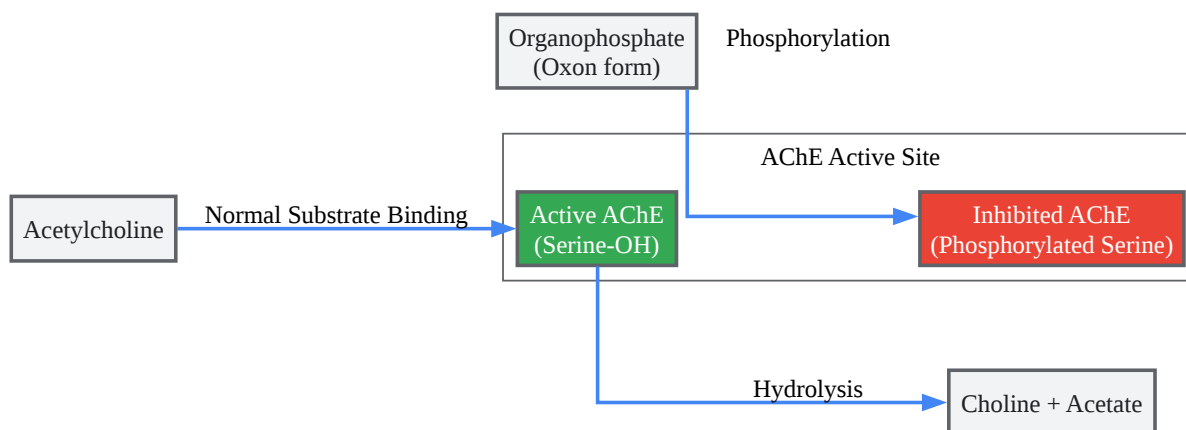 Organophosphate
(Oxon form)
Phosphorylation
AChE Active Site
Acetylcholine
Normal Substrate Binding
Active AChE
(Serine-OH)
Inhibited AChE
(Phosphorylated Serine)
Hydrolysis
Choline + Acetate